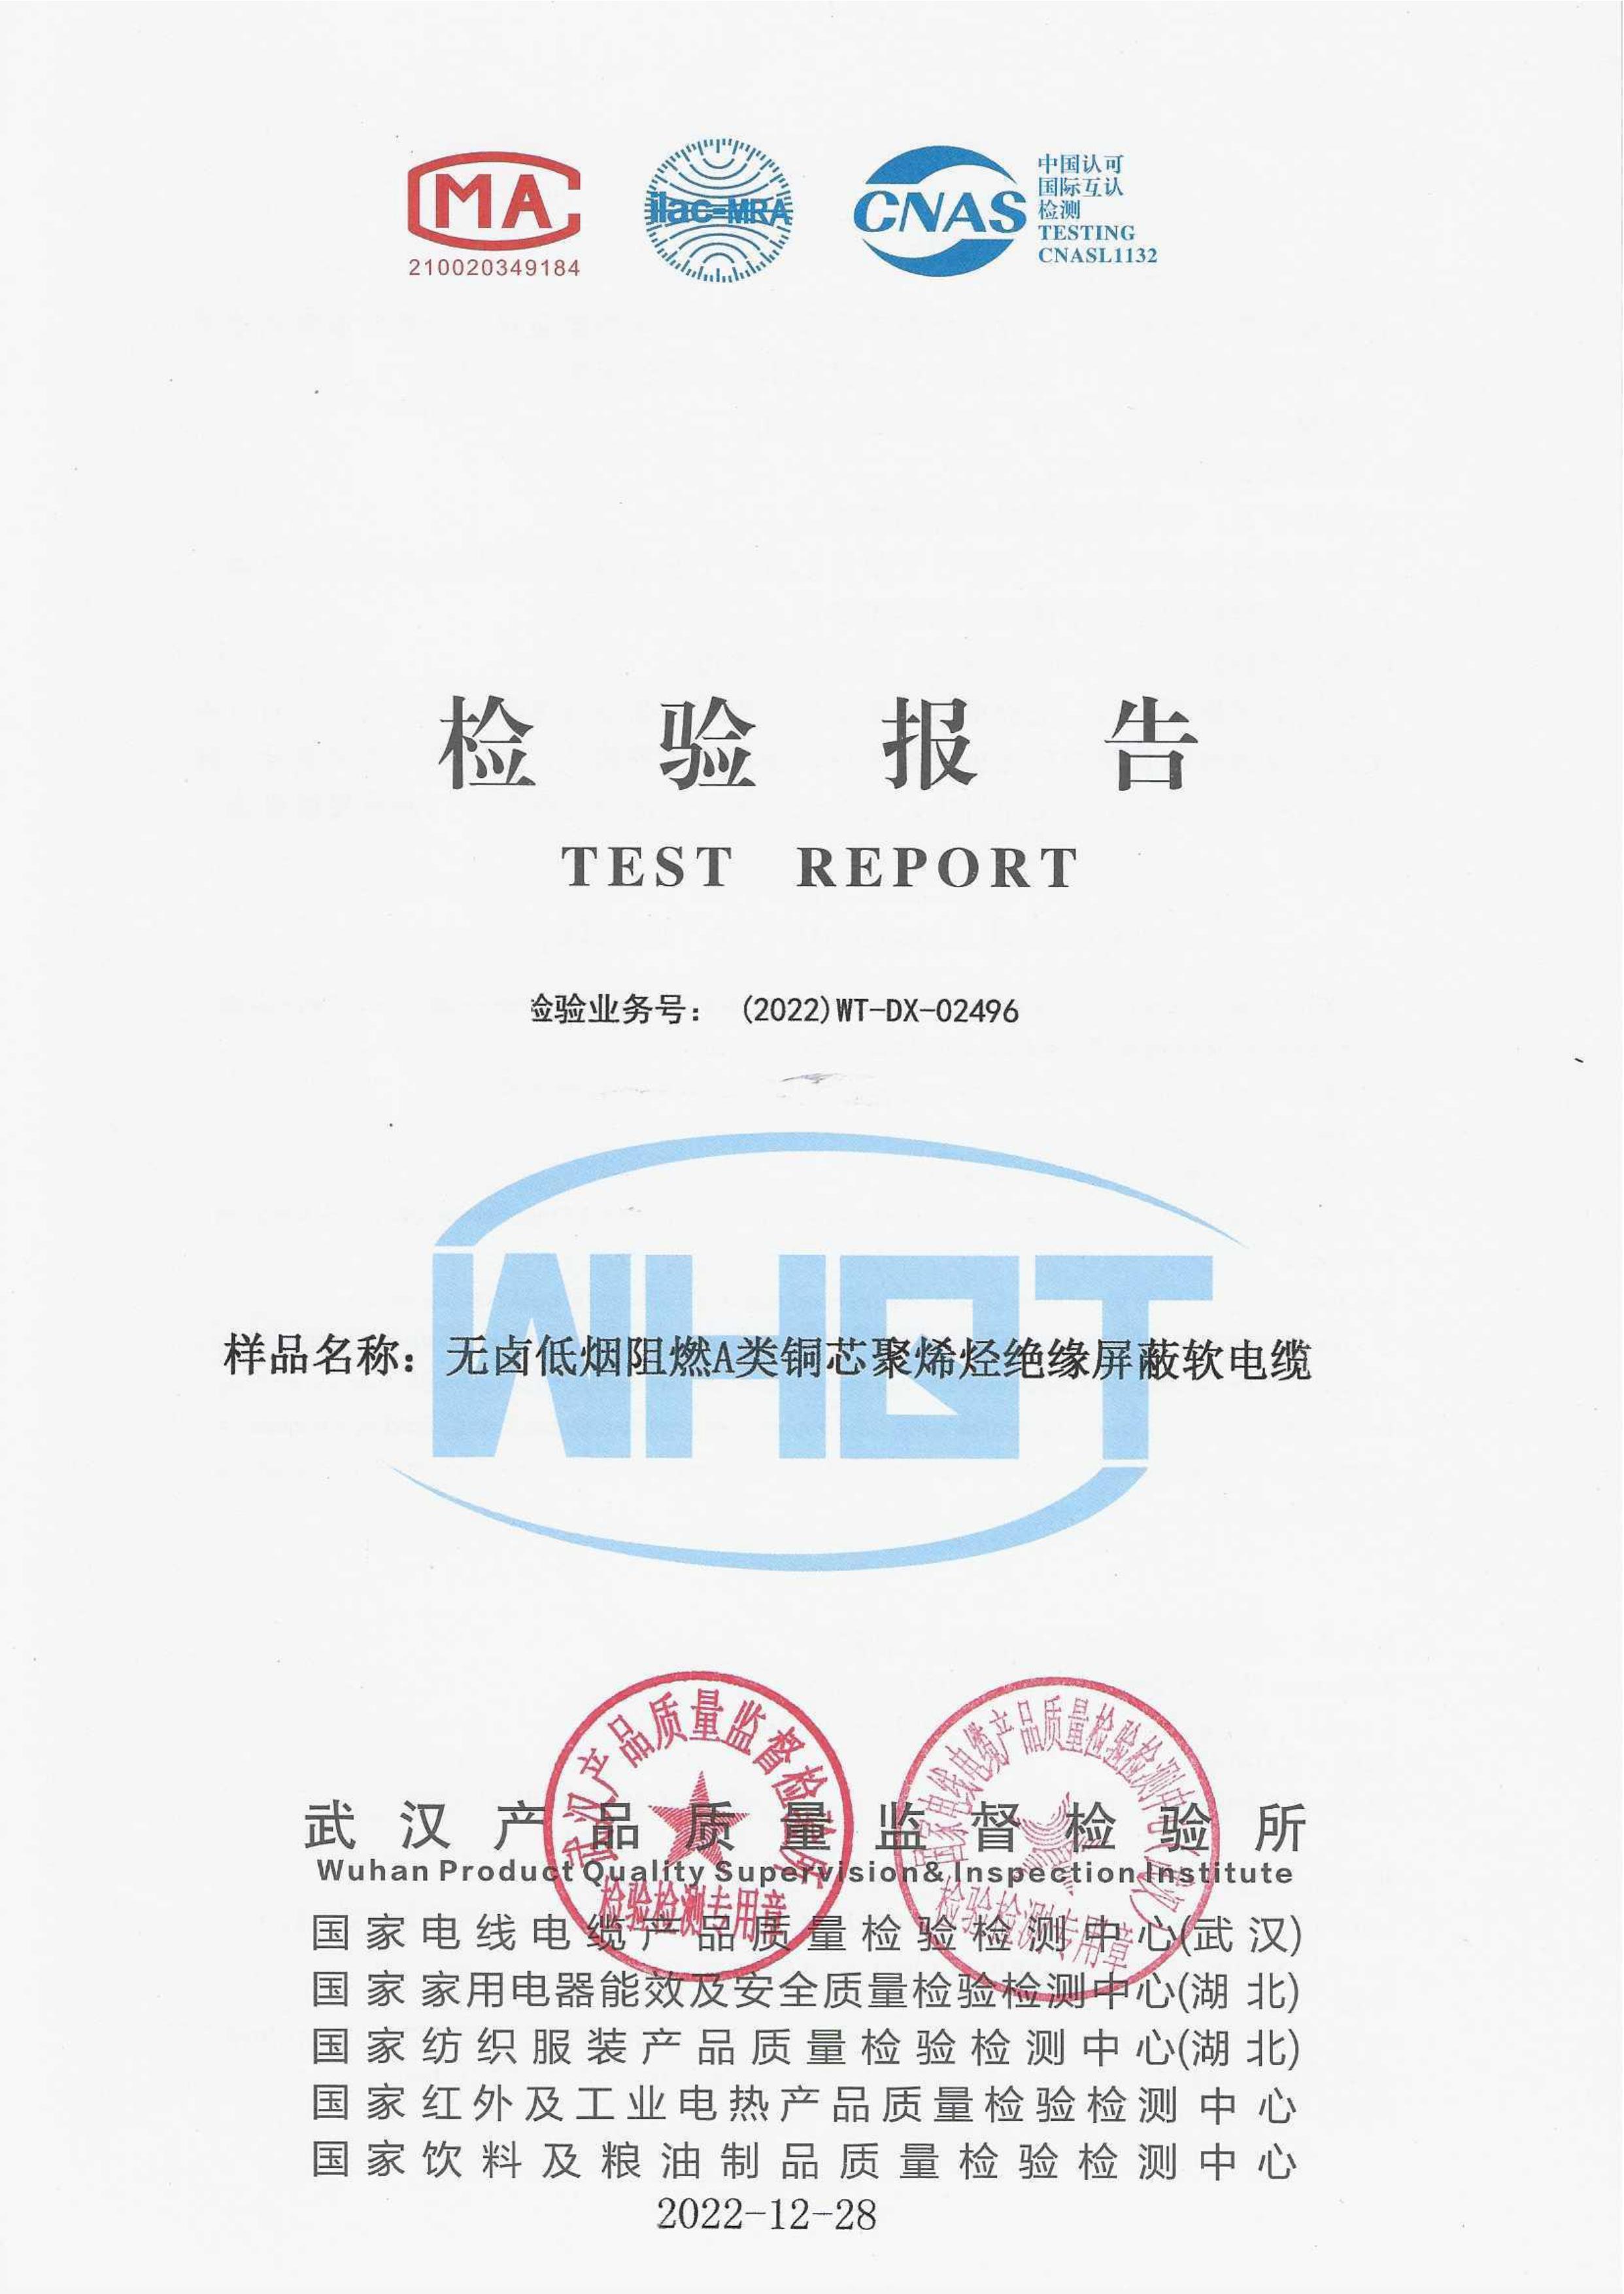 MA
210020349184
ilac-MRA
CNAS
中国认可
国际互认
检测
TESTING
CNASL1132
检 验 报 告
TEST REPORT
检验业务号： (2022)WT-DX-02496
WHQT
样品名称：无卤低烟阻燃A类铜芯聚烯烃绝缘屏蔽软电缆
武汉产品质量监督检验所
检验检测专用章
国家电线电缆产品质量检验检测中心(武汉)
检验检测专用章
武汉产品质量监督检验所
Wuhan Product Quality Supervision & Inspection Institute
国家电线电缆产品质量检验检测中心(武汉)
国家家用电器能效及安全质量检验检测中心(湖北)
国家纺织服装产品质量检验检测中心(湖北)
国家红外及工业电热产品质量检验检测中心
国家饮料及粮油制品质量检验检测中心
2022-12-28